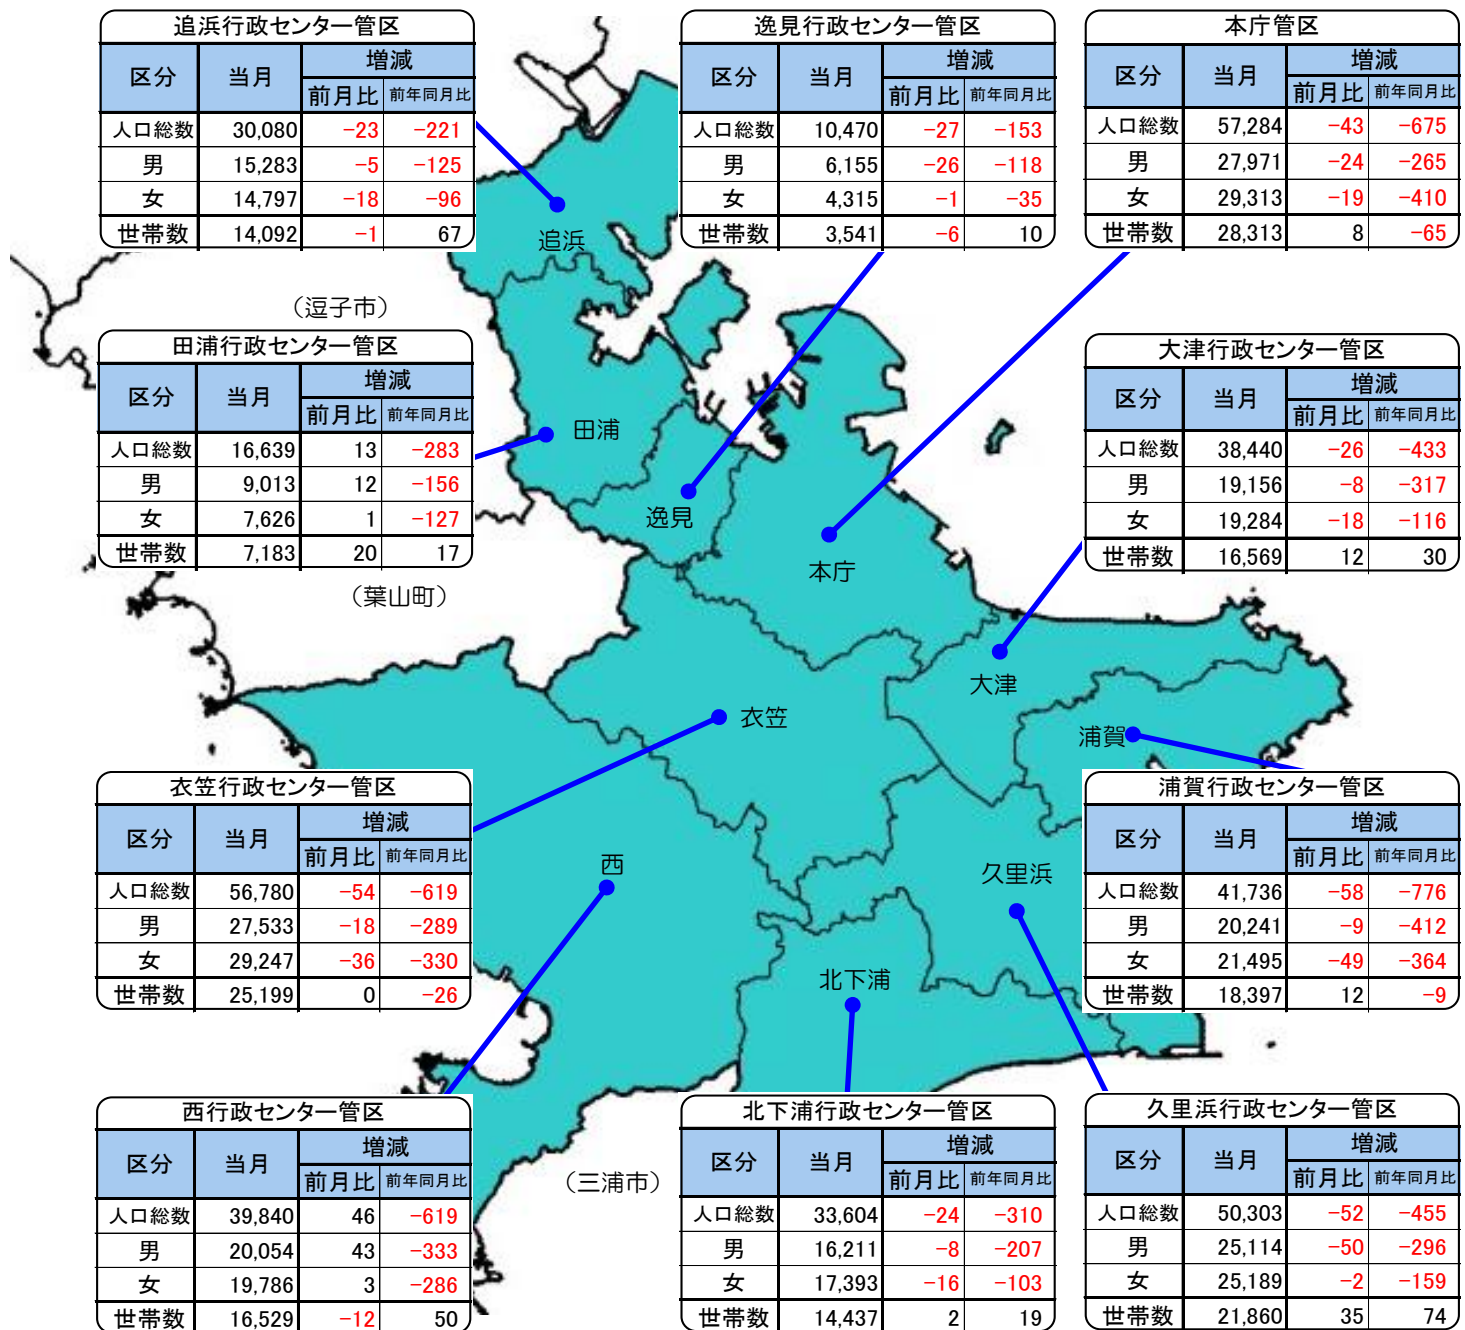 追浜行政センター管区
区分 当月 増減
前月比 前年同月比
人口総数 30,080 −23 −221
男 15,283 −5 −125
女 14,797 −18 −96
世帯数 14,092 −1 67
逸見行政センター管区
区分 当月 増減
前月比 前年同月比
人口総数 10,470 −27 −153
男 6,155 −26 −118
女 4,315 −1 −35
世帯数 3,541 −6 10
本庁管区
区分 当月 増減
前月比 前年同月比
人口総数 57,284 −43 −675
男 27,971 −24 −265
女 29,313 −19 −410
世帯数 28,313 8 −65
追浜
（逗子市）
田浦行政センター管区
区分 当月 増減
前月比 前年同月比
人口総数 16,639 13 −283
男 9,013 12 −156
女 7,626 1 −127
世帯数 7,183 20 17
大津行政センター管区
区分 当月 増減
前月比 前年同月比
人口総数 38,440 −26 −433
男 19,156 −8 −317
女 19,284 −18 −116
世帯数 16,569 12 30
田浦
逸見
本庁
（葉山町）
大津
衣笠
浦賀
衣笠行政センター管区
区分 当月 増減
前月比 前年同月比
人口総数 56,780 −54 −619
男 27,533 −18 −289
女 29,247 −36 −330
世帯数 25,199 0 −26
浦賀行政センター管区
区分 当月 増減
前月比 前年同月比
人口総数 41,736 −58 −776
男 20,241 −9 −412
女 21,495 −49 −364
世帯数 18,397 12 −9
西
久里浜
北下浦
西行政センター管区
区分 当月 増減
前月比 前年同月比
人口総数 39,840 46 −619
男 20,054 43 −333
女 19,786 3 −286
世帯数 16,529 −12 50
（三浦市）
北下浦行政センター管区
区分 当月 増減
前月比 前年同月比
人口総数 33,604 −24 −310
男 16,211 −8 −207
女 17,393 −16 −103
世帯数 14,437 2 19
久里浜行政センター管区
区分 当月 増減
前月比 前年同月比
人口総数 50,303 −52 −455
男 25,114 −50 −296
女 25,189 −2 −159
世帯数 21,860 35 74